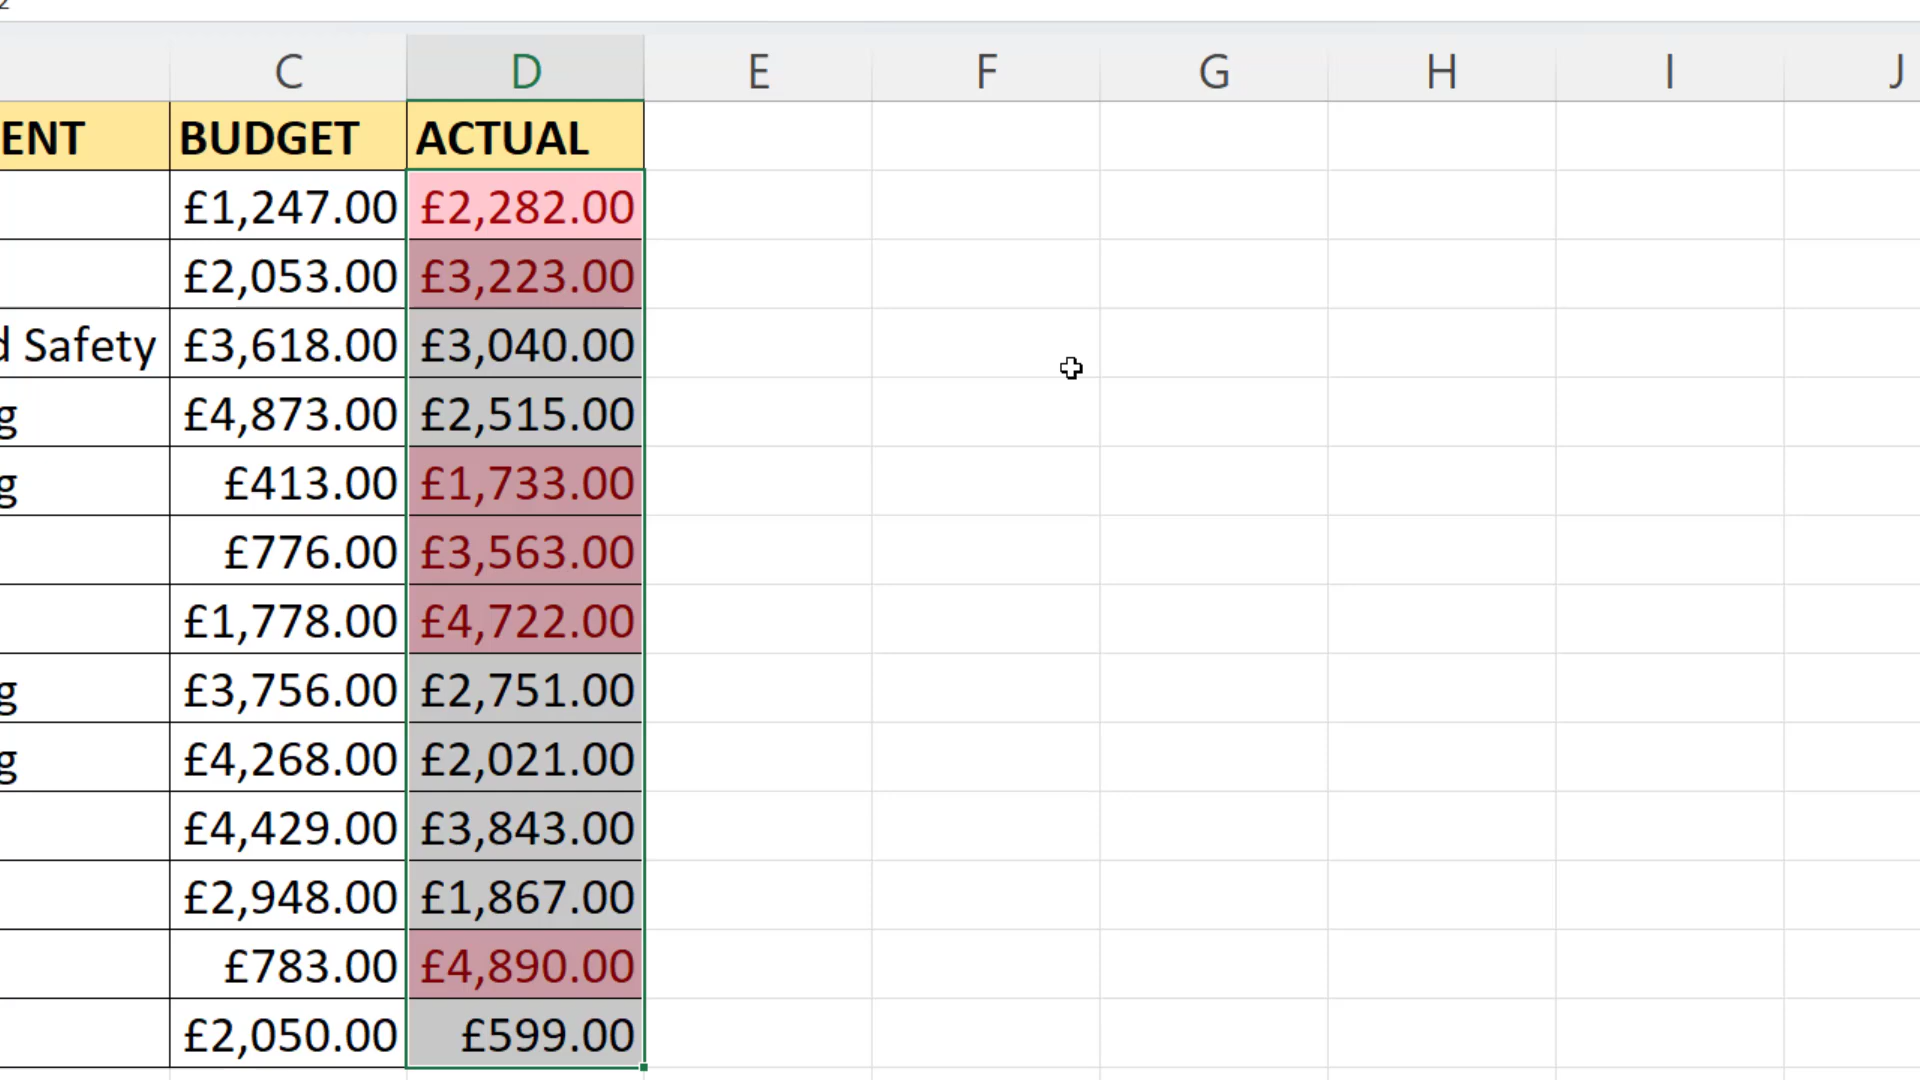 C D E F G H I J
ENT BUDGET ACTUAL
£1,247.00 £2,282.00
£2,053.00 £3,223.00
d Safety £3,618.00 £3,040.00
g £4,873.00 £2,515.00
g £413.00 £1,733.00
£776.00 £3,563.00
£1,778.00 £4,722.00
g £3,756.00 £2,751.00
g £4,268.00 £2,021.00
£4,429.00 £3,843.00
£2,948.00 £1,867.00
£783.00 £4,890.00
£2,050.00 £599.00